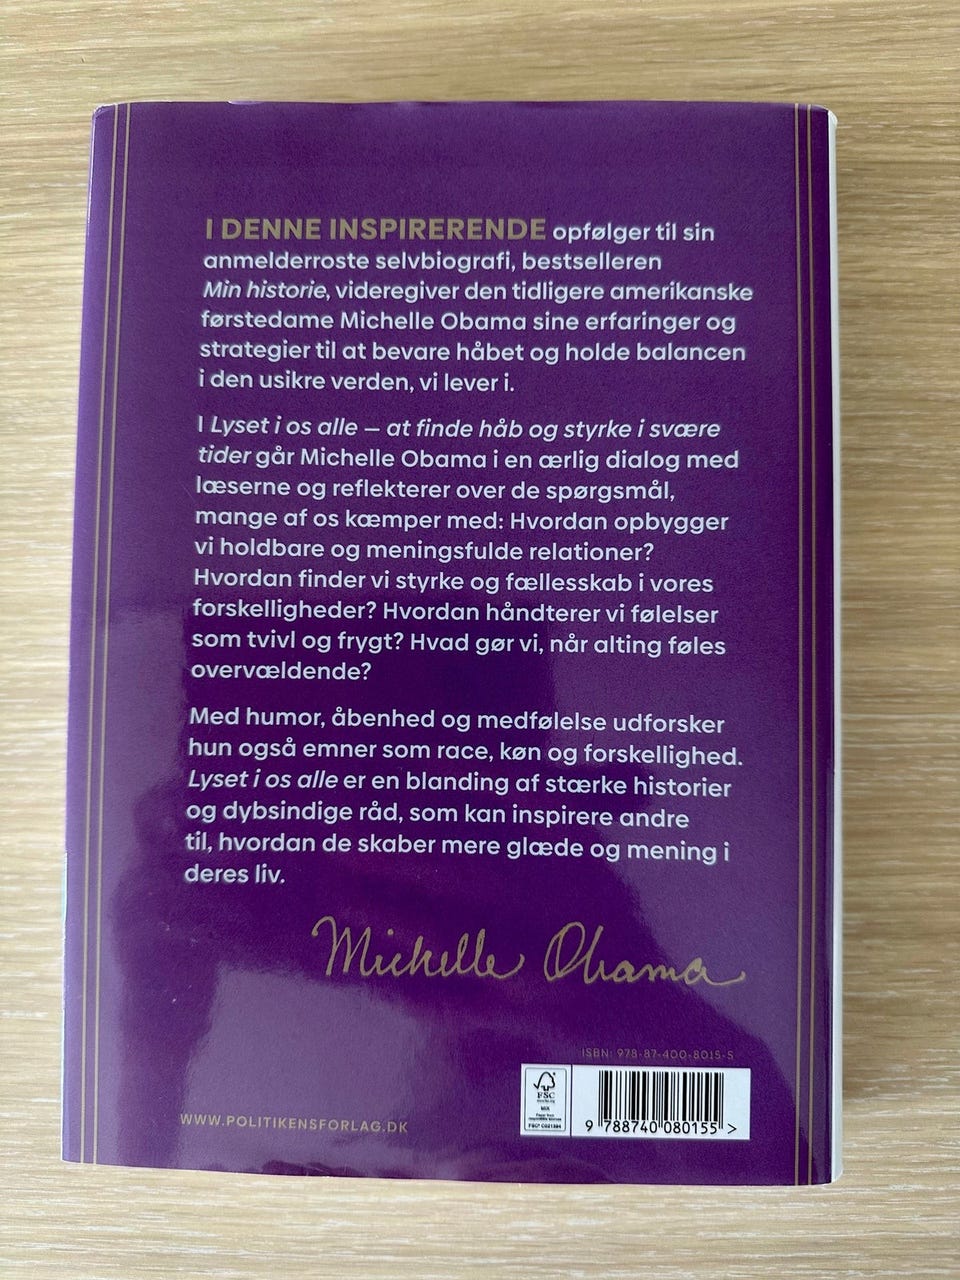 I DENNE INSPIRERENDE opfølger til sin
anmelderroste selvbiografi, bestselleren
Min historie, videregiver den tidligere amerikanske
førstedame Michelle Obama sine erfaringer og
strategier til at bevare håbet og holde balancen
i den usikre verden, vi lever i.
I Lyset i os alle – at finde håb og styrke i svære
tider går Michelle Obama i en ærlig dialog med
læserne og reflekterer over de spørgsmål,
mange af os kæmper med: Hvordan opbygger
vi holdbare og meningsfulde relationer?
Hvordan finder vi styrke og fællesskab i vores
forskelligheder? Hvordan håndterer vi følelser
som tvivl og frygt? Hvad gør vi, når alting føles
overvældende?
Med humor, åbenhed og medfølelse udforsker
hun også emner som race, køn og forskellighed.
Lyset i os alle er en blanding af stærke historier
og dybsindige råd, som kan inspirere andre
til, hvordan de skaber mere glæde og mening i
deres liv.
Michelle Obama
ISBN: 978-87-400-8015-5
FSC
MIX
9 788740 080155 >
WWW.POLITIKENSFORLAG.DK